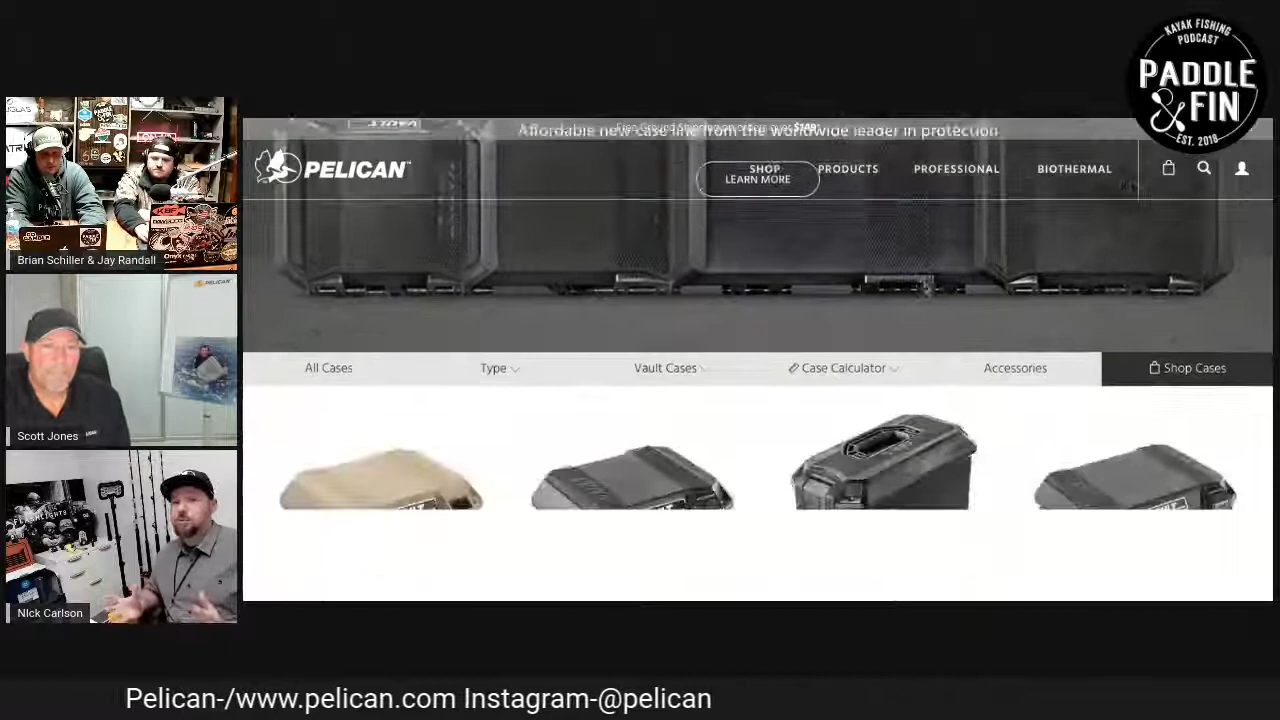 KAYAK FISHING
PODCAST
PADDLE
& FIN
EST. 2018
Affordable new case line from the worldwide leader in protection
PELICAN™
SHOP
PRODUCTS
PROFESSIONAL
BIOTHERMAL
LEARN MORE
Brian Schiller & Jay Randall
All Cases
Type
Vault Cases
Case Calculator
Accessories
Shop Cases
PELICAN
Scott Jones
NIck Carlson
Pelican-/www.pelican.com Instagram-@pelican